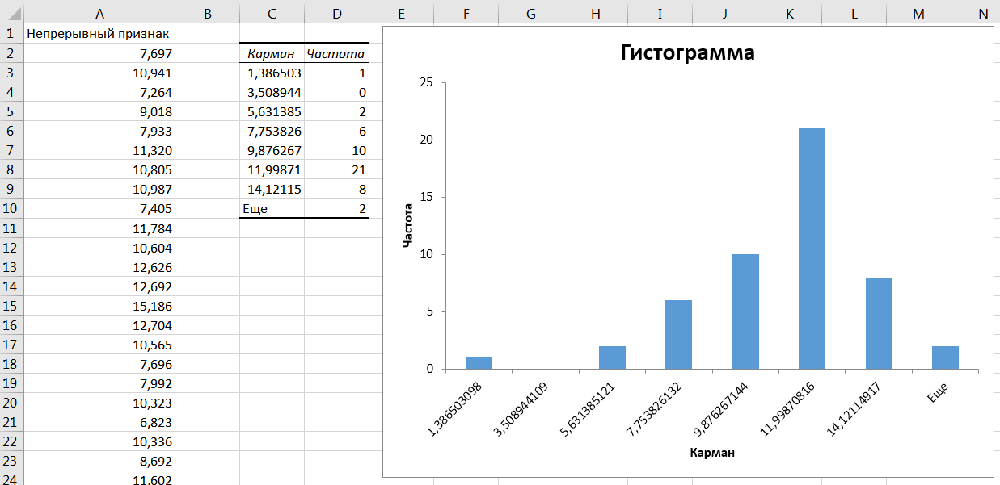 A B C D E F G H I J K L M N
1 Непрерывный признак
2 7,697 Карман Частота
3 10,941 1,386503 1
4 7,264 3,508944 0
5 9,018 5,631385 2
6 7,933 7,753826 6
7 11,320 9,876267 10
8 10,805 11,99871 21
9 10,987 14,12115 8
10 7,405 Еще 2
11 11,784
12 10,604
13 12,626
14 12,692
15 15,186
16 12,704
17 10,565
18 7,696
19 7,992
20 10,323
21 6,823
22 10,336
23 8,692
24 11,602
Гистограмма
Частота
25
20
15
10
5
0
1,386503098 3,508944109 5,631385121 7,753826132 9,876267144 11,99870816 14,12114917 Еще
Карман